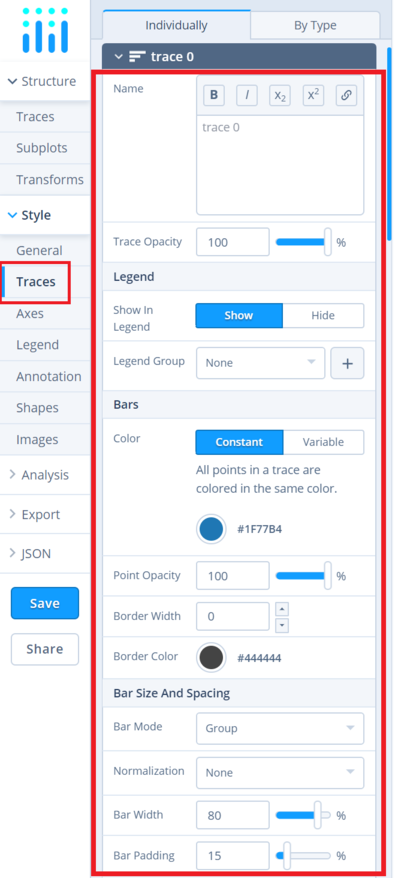 Individually
By Type
Structure
Traces
Subplots
Transforms
Style
General
Traces
Axes
Legend
Annotation
Shapes
Images
Analysis
Export
JSON
Save
Share
trace 0
Name
B I x₂ x²
trace 0
Trace Opacity 100 %
Legend
Show In
Legend
Show Hide
Legend Group None +
Bars
Color Constant Variable
All points in a trace are
colored in the same color.
#1F77B4
Point Opacity 100 %
Border Width 0
Border Color #444444
Bar Size And Spacing
Bar Mode Group
Normalization None
Bar Width 80 %
Bar Padding 15 %